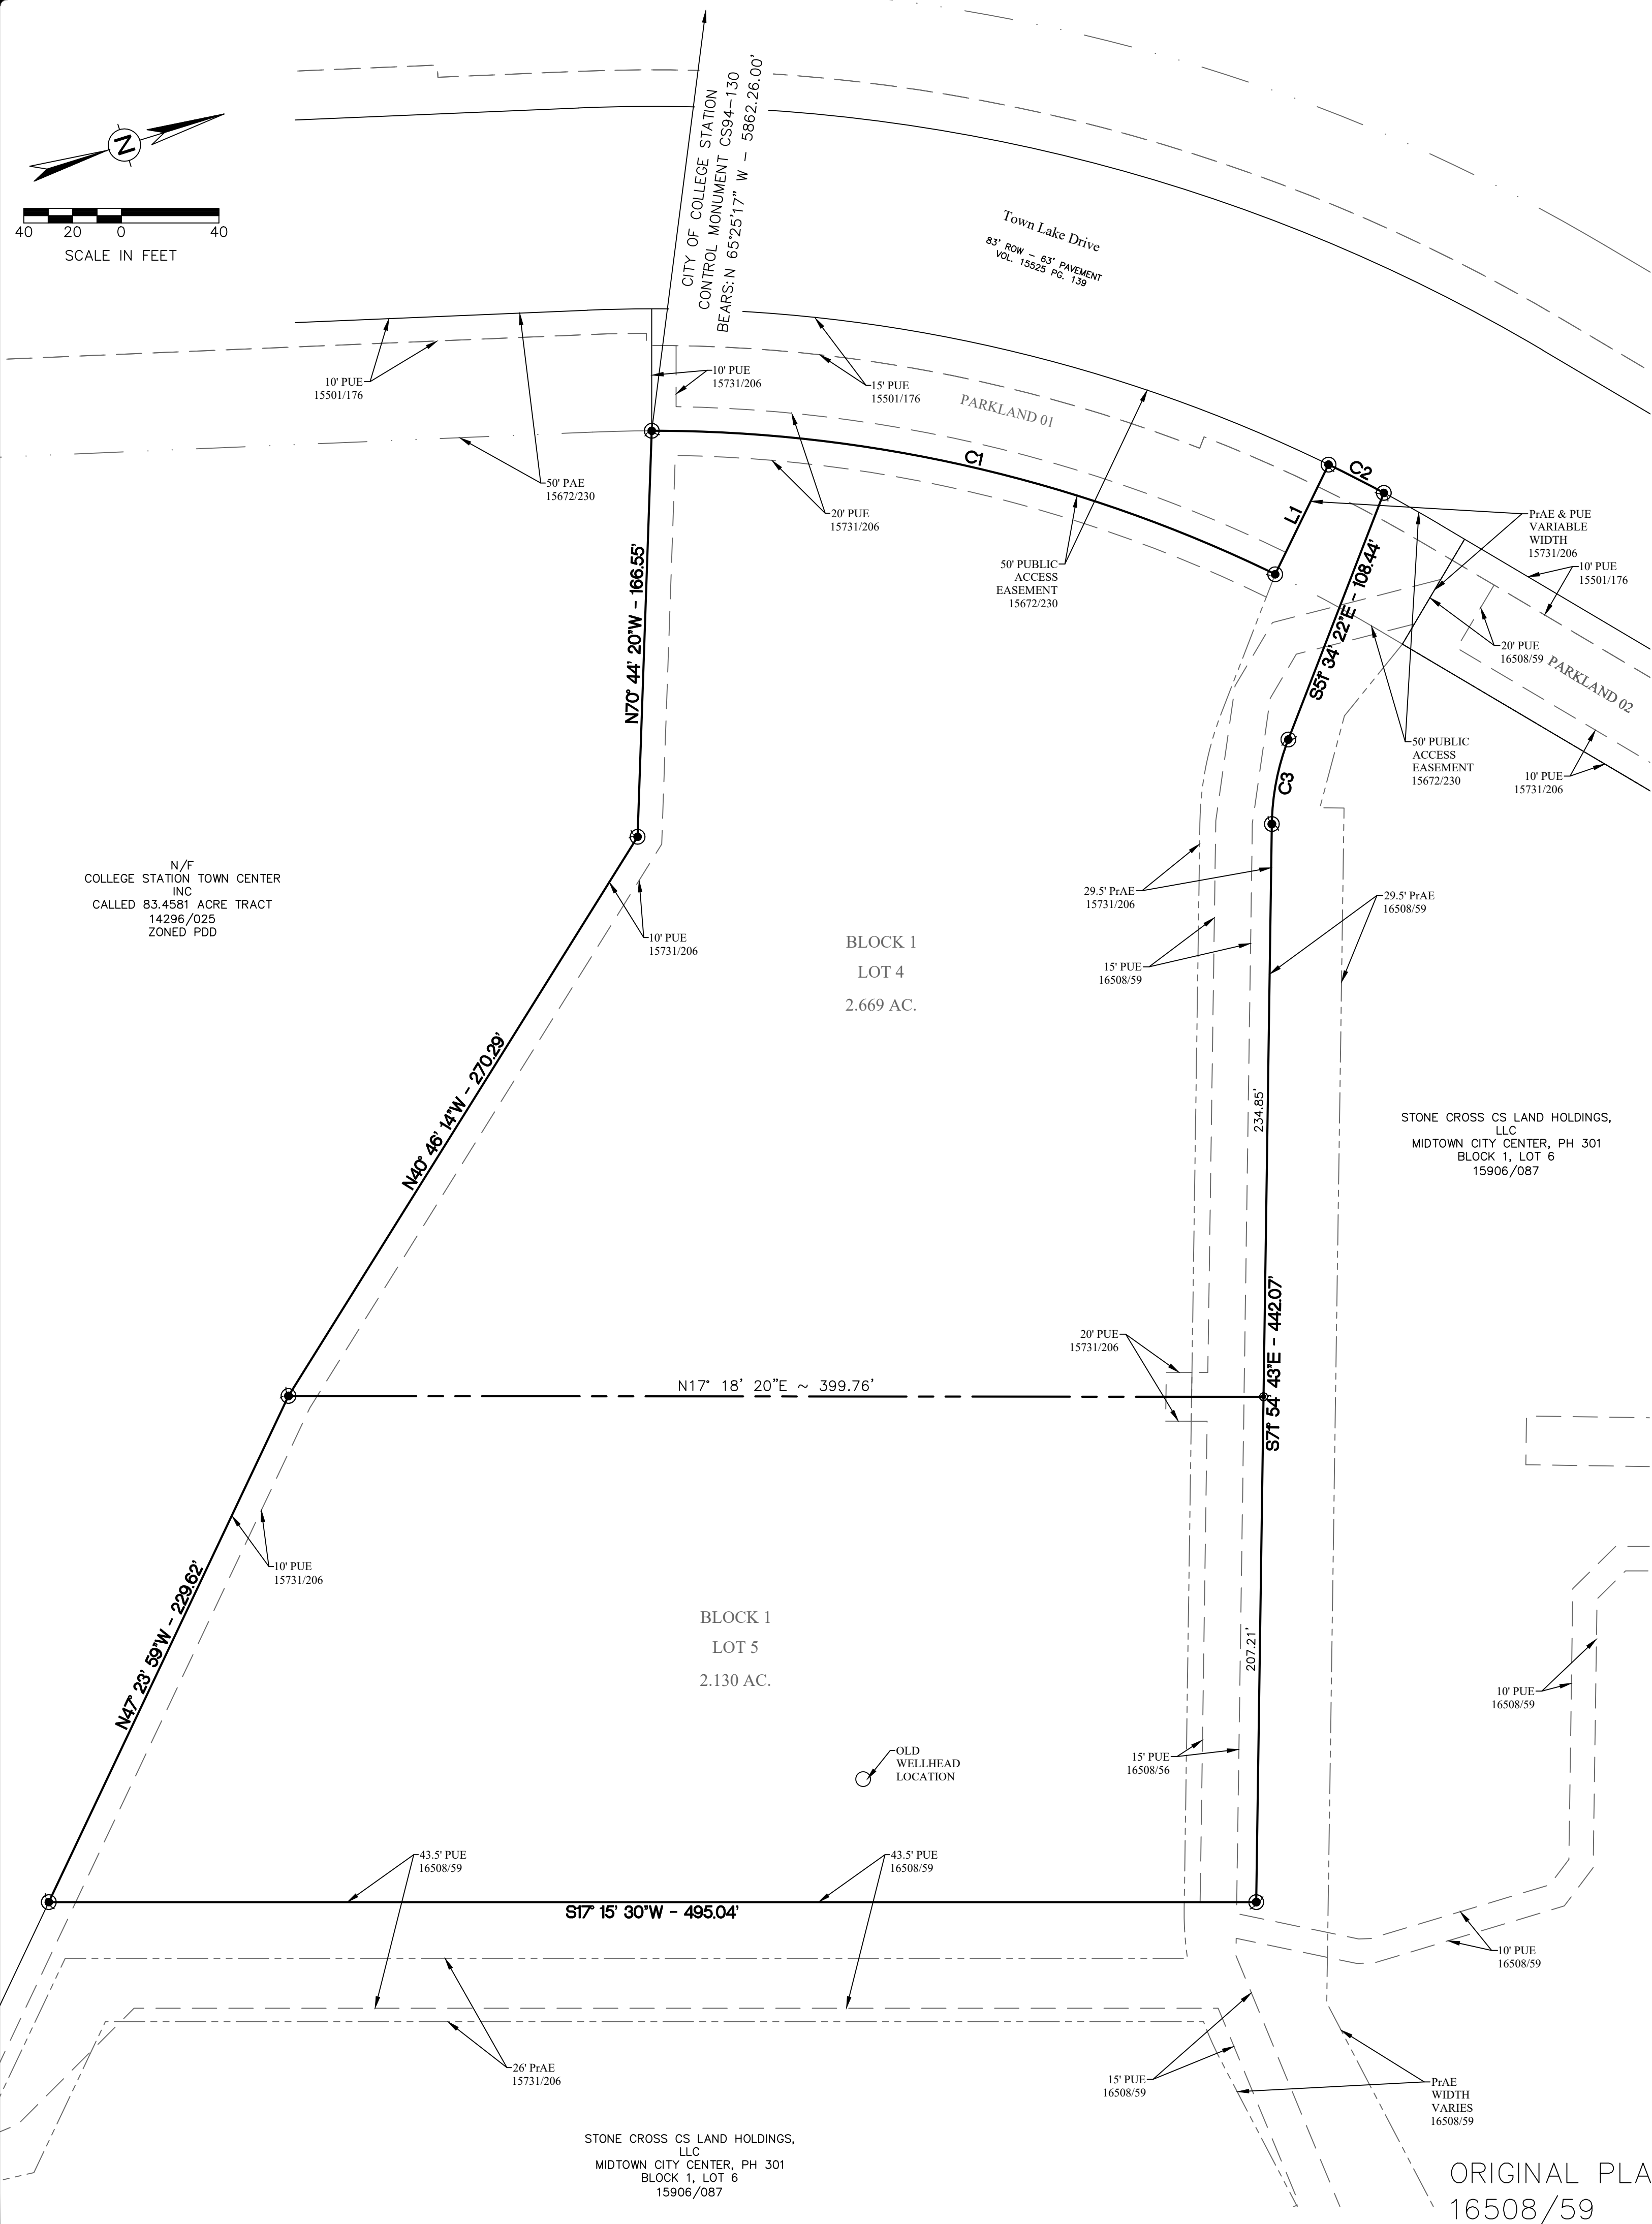 CITY OF COLLEGE STATION
CONTROL MONUMENT CS94-130
BEARS: N 65°25'17" W - 5862.26.00'
N
40 20 0 40
SCALE IN FEET
Town Lake Drive
83' ROW - 63' PAVEMENT
VOL. 15525 PG. 139
10' PUE
15501/176
10' PUE
15731/206
15' PUE
15501/176
PARKLAND 01
50' PAE
15672/230
20' PUE
15731/206
C1
C2
L1
50' PUBLIC
ACCESS
EASEMENT
15672/230
PrAE & PUE
VARIABLE
WIDTH
15731/206
10' PUE
15501/176
20' PUE
16508/59
PARKLAND 02
50' PUBLIC
ACCESS
EASEMENT
15672/230
10' PUE
15731/206
N70° 44' 20"W - 166.55'
S51° 34' 22"E - 108.44'
C3
N/F
COLLEGE STATION TOWN CENTER
INC
CALLED 83.4581 ACRE TRACT
14296/025
ZONED PDD
10' PUE
15731/206
BLOCK 1
LOT 4
2.669 AC.
29.5' PrAE
15731/206
29.5' PrAE
16508/59
15' PUE
16508/59
N40° 46' 14"W - 270.29'
234.85'
STONE CROSS CS LAND HOLDINGS,
LLC
MIDTOWN CITY CENTER, PH 301
BLOCK 1, LOT 6
15906/087
20' PUE
15731/206
N17° 18' 20"E ~ 399.76'
S71° 54' 43"E - 442.07'
10' PUE
15731/206
N47° 23' 59"W - 229.62'
BLOCK 1
LOT 5
2.130 AC.
207.21'
10' PUE
16508/59
OLD
WELLHEAD
LOCATION
15' PUE
16508/56
43.5' PUE
16508/59
43.5' PUE
16508/59
S17° 15' 30"W - 495.04'
10' PUE
16508/59
26' PrAE
15731/206
15' PUE
16508/59
PrAE
WIDTH
VARIES
16508/59
STONE CROSS CS LAND HOLDINGS,
LLC
MIDTOWN CITY CENTER, PH 301
BLOCK 1, LOT 6
15906/087
ORIGINAL PLA
16508/59